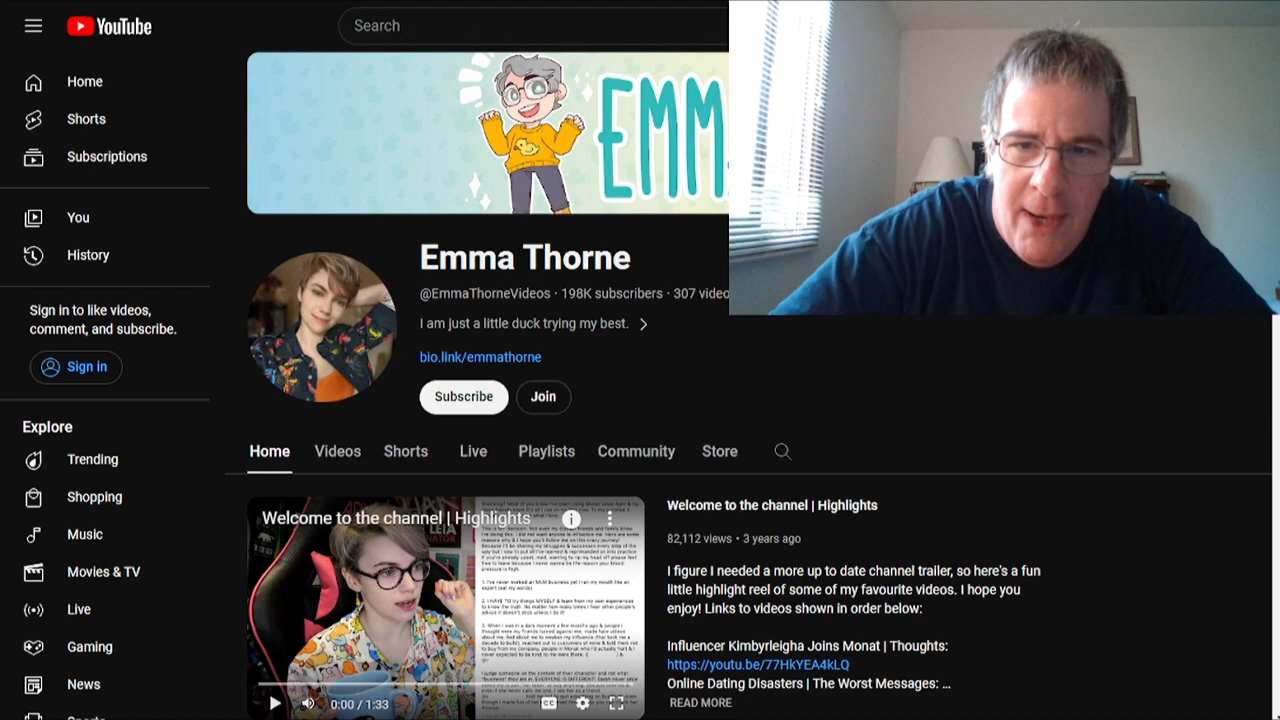 YouTube
Search
Home
Shorts
Subscriptions
You
History
Sign in to like videos,
comment, and subscribe.
Sign in
Explore
Trending
Shopping
Music
Movies & TV
Live
Gaming
News
Sports
EMMA
Emma Thorne
@EmmaThorneVideos · 198K subscribers · 307 video
I am just a little duck trying my best.
bio.link/emmathorne
Subscribe
Join
Home
Videos
Shorts
Live
Playlists
Community
Store
Welcome to the channel | Highlights
0:00 / 1:33
Welcome to the channel | Highlights
82,112 views • 3 years ago
I figure I needed a more up to date channel trailer, so here's a fun
little highlight reel of some of my favourite videos. I hope you
enjoy! Links to videos shown in order below:
Influencer KImbyrleigha Joins Monat | Thoughts:
https://youtu.be/77HkYEA4kLQ
Online Dating Disasters | The Worst Messages: ...
READ MORE